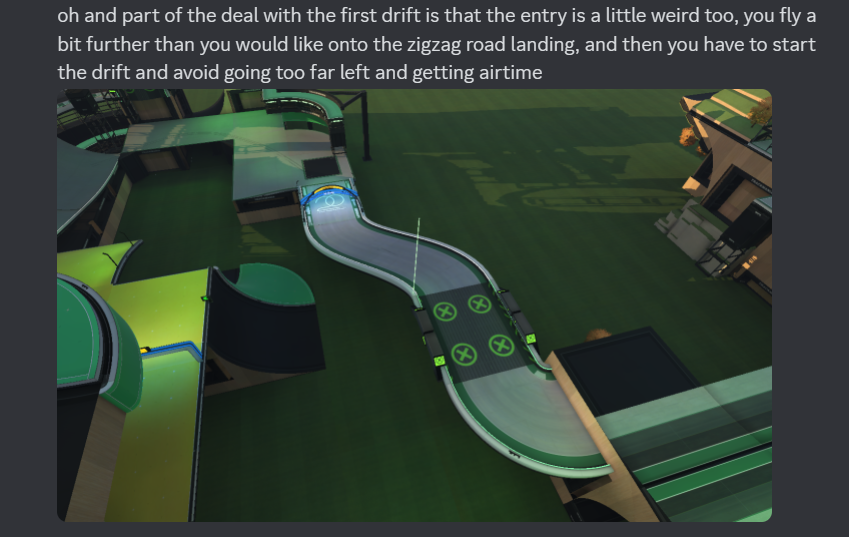 oh and part of the deal with the first drift is that the entry is a little weird too, you fly a
bit further than you would like onto the zigzag road landing, and then you have to start
the drift and avoid going too far left and getting airtime